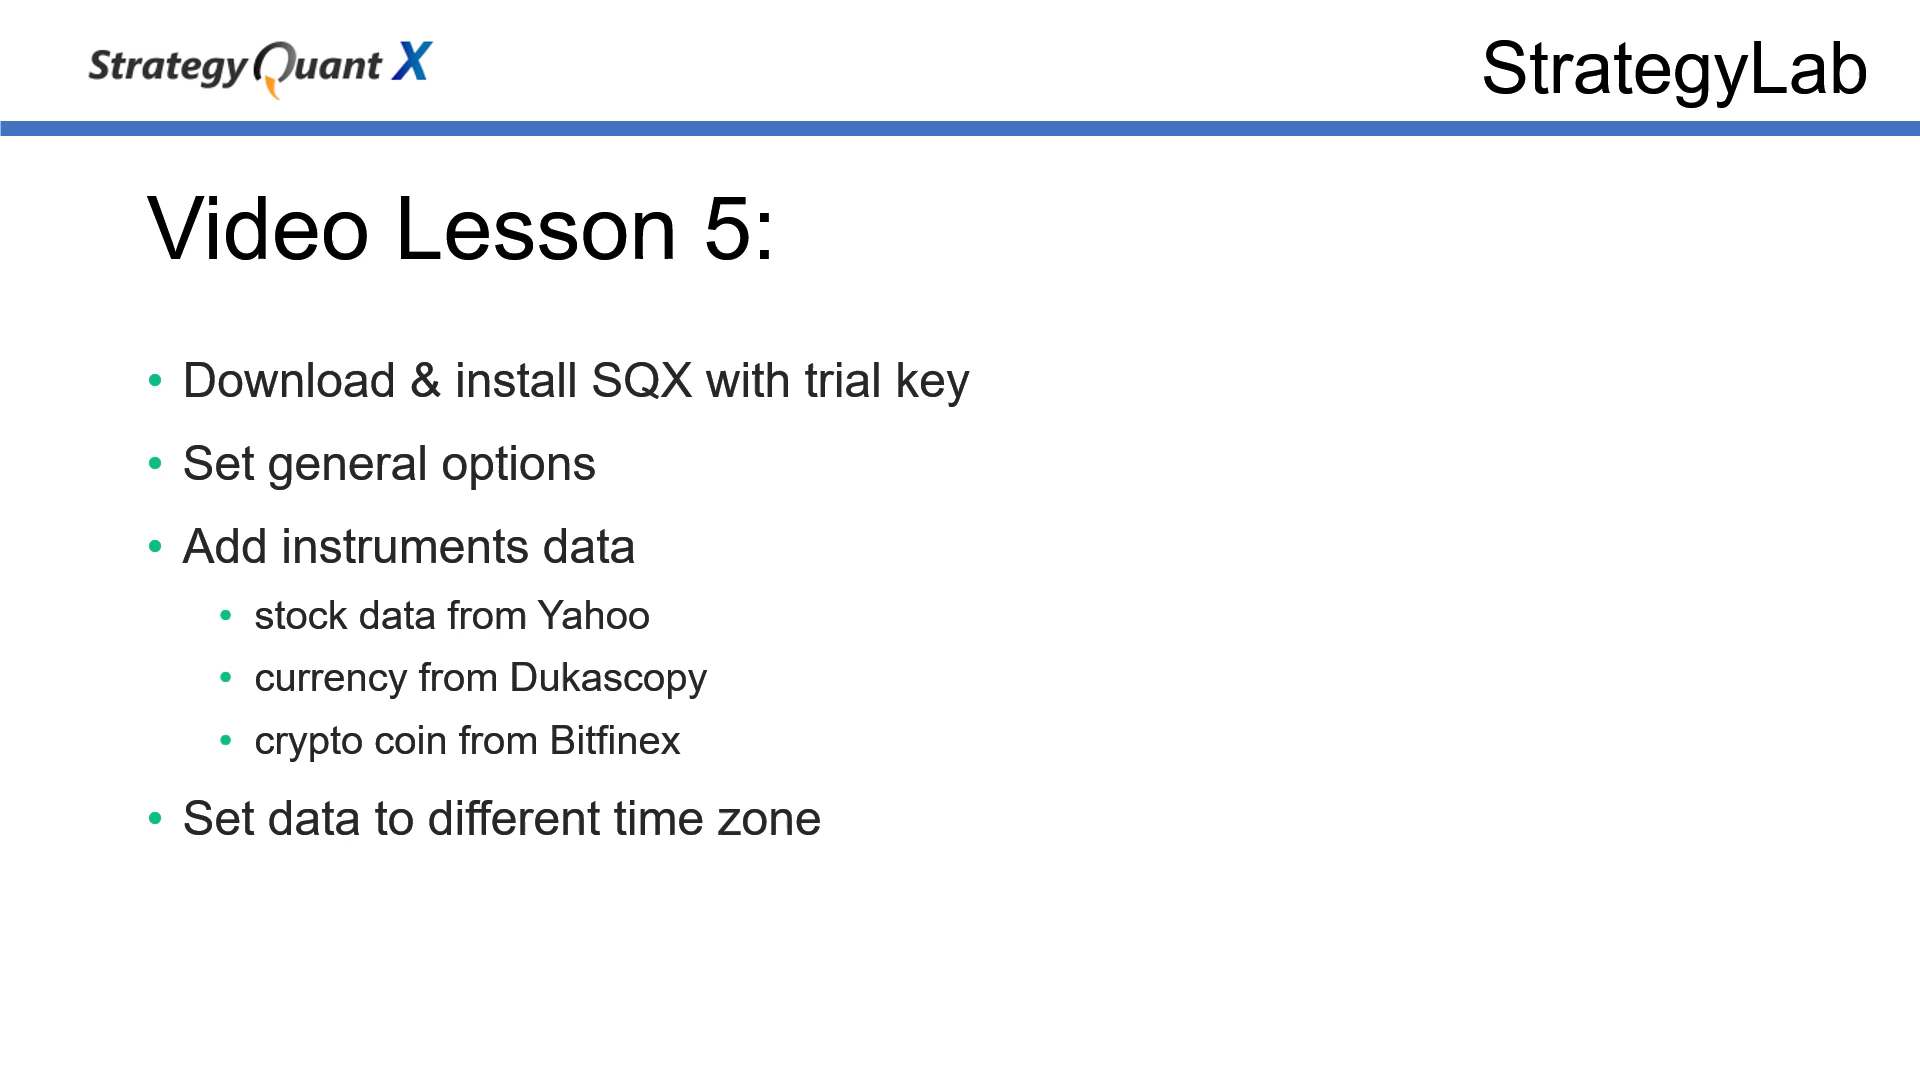 StrategyQuant X
StrategyLab
Video Lesson 5:
• Download & install SQX with trial key
• Set general options
• Add instruments data
• stock data from Yahoo
• currency from Dukascopy
• crypto coin from Bitfinex
• Set data to different time zone